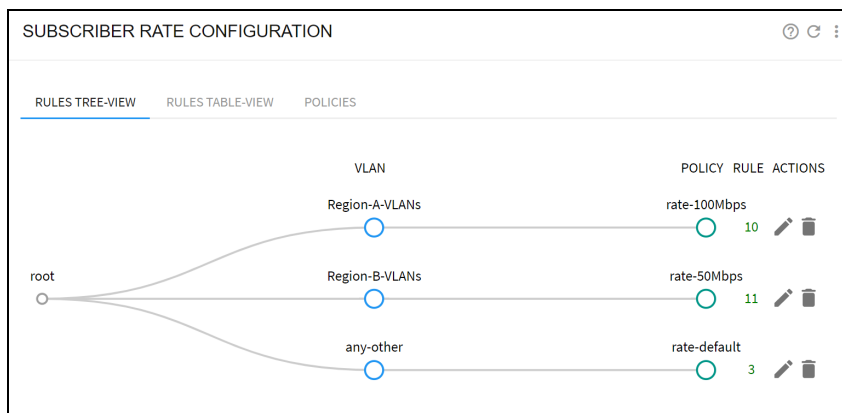 SUBSCRIBER RATE CONFIGURATION
RULES TREE-VIEW RULES TABLE-VIEW POLICIES
VLAN POLICY RULE ACTIONS
Region-A-VLANs rate-100Mbps
10
root Region-B-VLANs rate-50Mbps
11
any-other rate-default
3